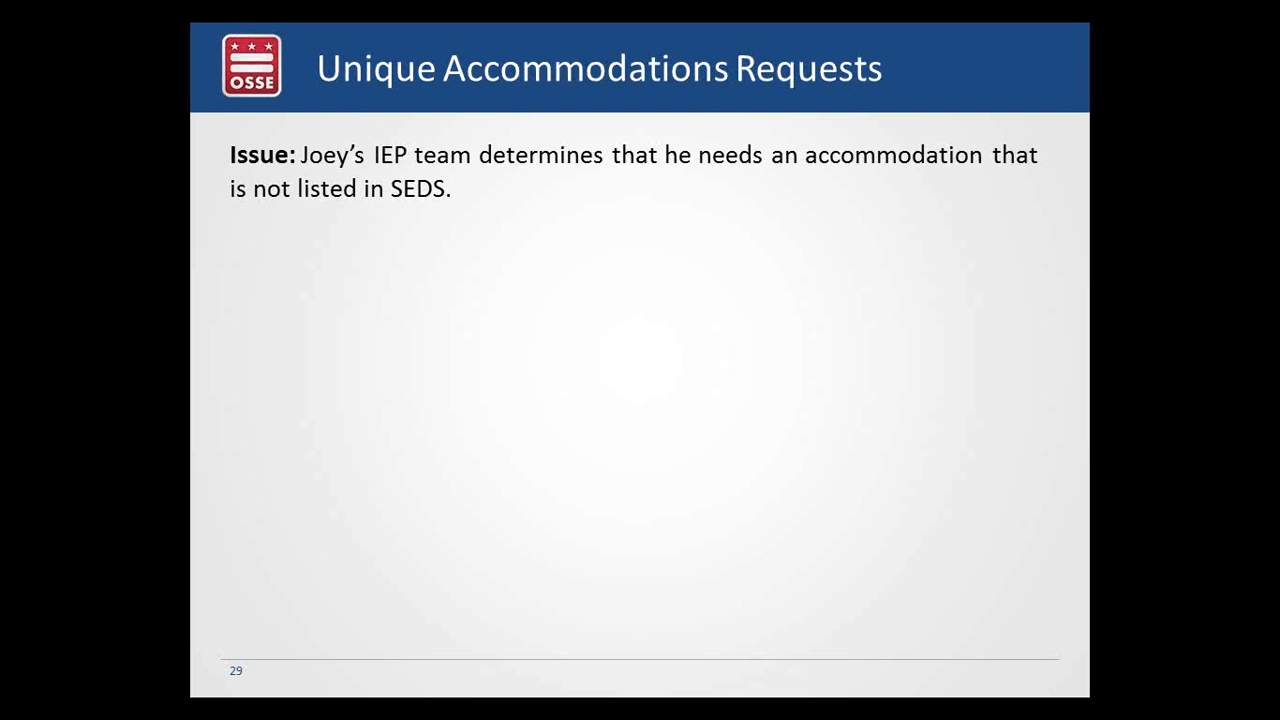 OSSE
Unique Accommodations Requests
Issue: Joey’s IEP team determines that he needs an accommodation that
is not listed in SEDS.
29